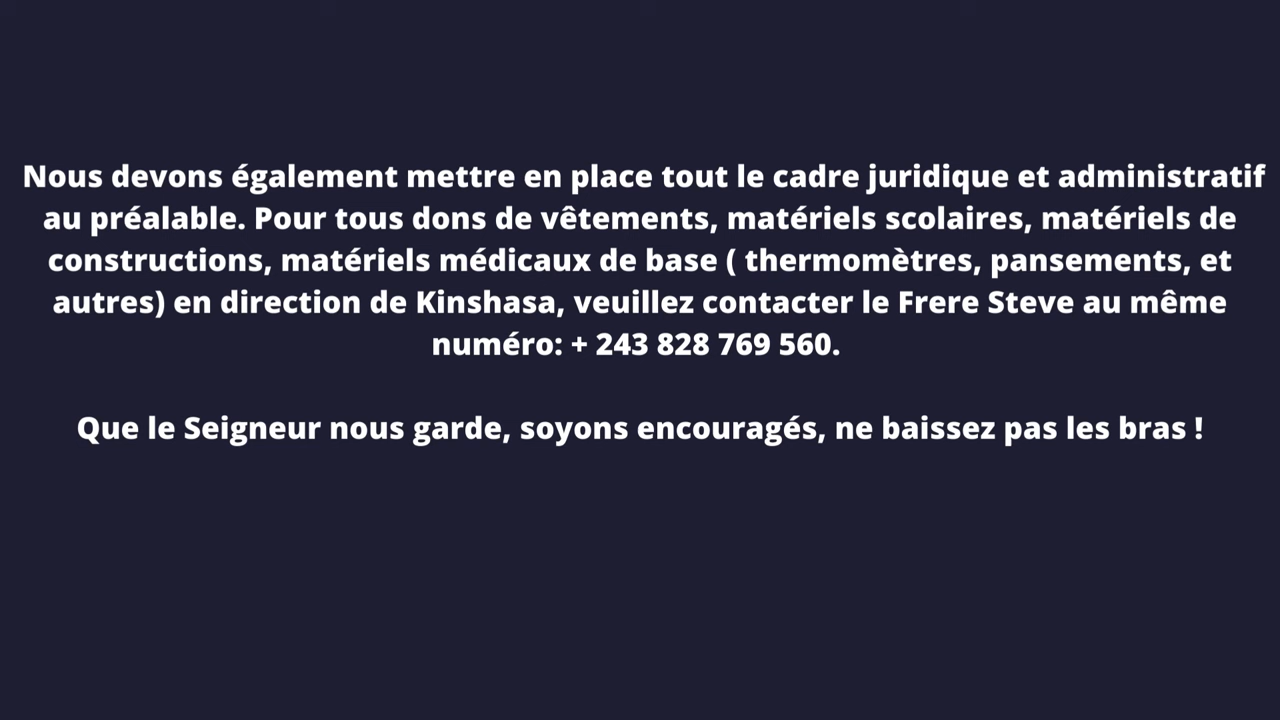 Nous devons également mettre en place tout le cadre juridique et administratif
au préalable. Pour tous dons de vêtements, matériels scolaires, matériels de
constructions, matériels médicaux de base ( thermomètres, pansements, et
autres) en direction de Kinshasa, veuillez contacter le Frere Steve au même
numéro: + 243 828 769 560.
Que le Seigneur nous garde, soyons encouragés, ne baissez pas les bras !